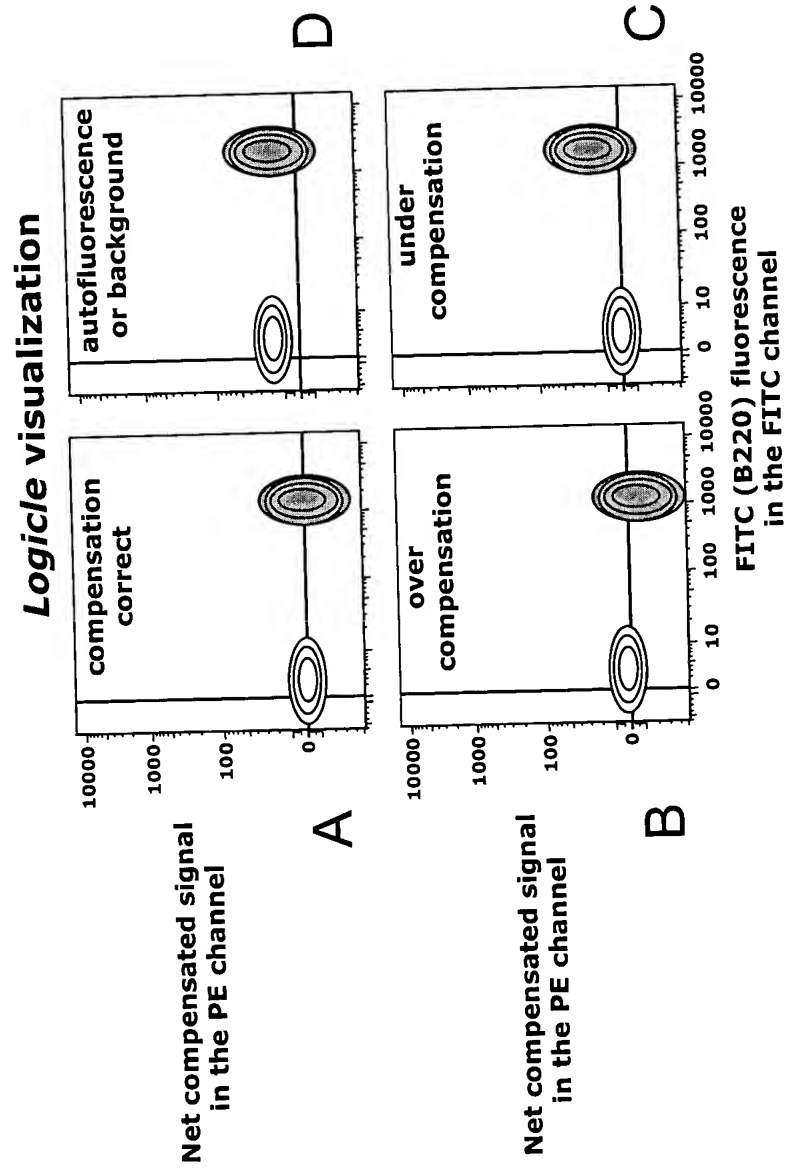 Logicle visualization
Net compensated signal
in the PE channel
10000
1000
100
0
compensation
correct
A
autofluorescence
or background
D
Net compensated signal
in the PE channel
10000
1000
100
0
over
compensation
B
0
10
100
1000
10000
under
compensation
C
0
10
100
1000
10000
FITC (B220) fluorescence
in the FITC channel